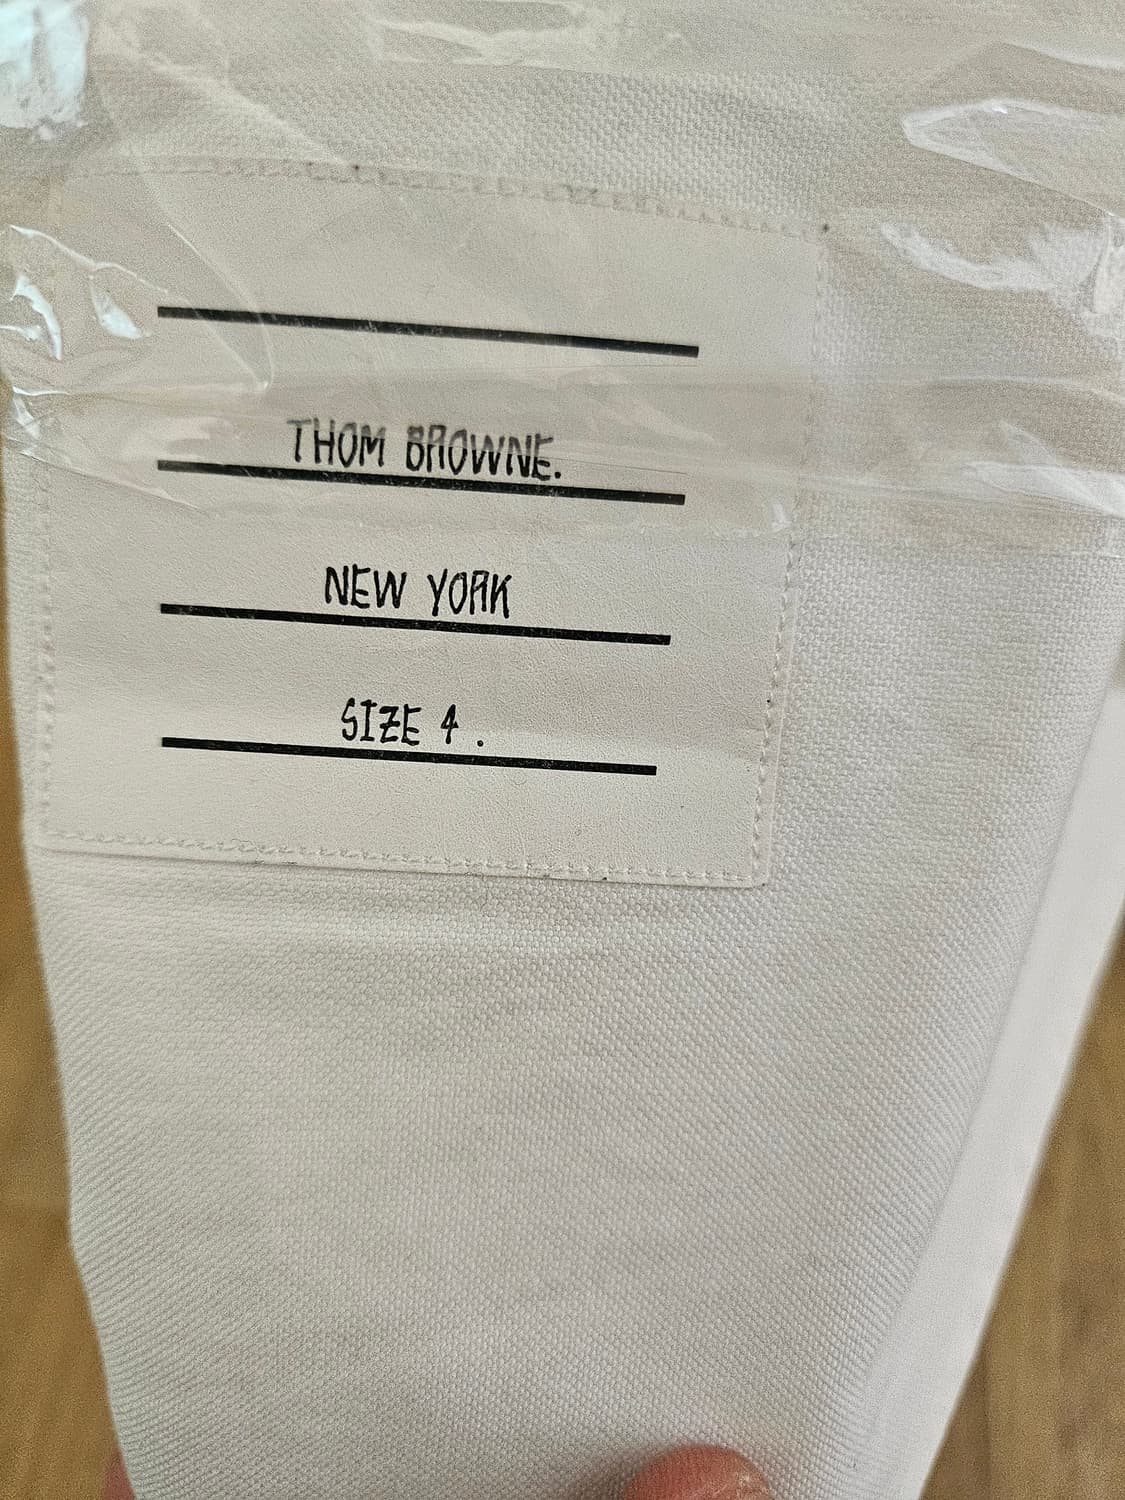 THOM BROWNE.
NEW YORK
SIZE 4.